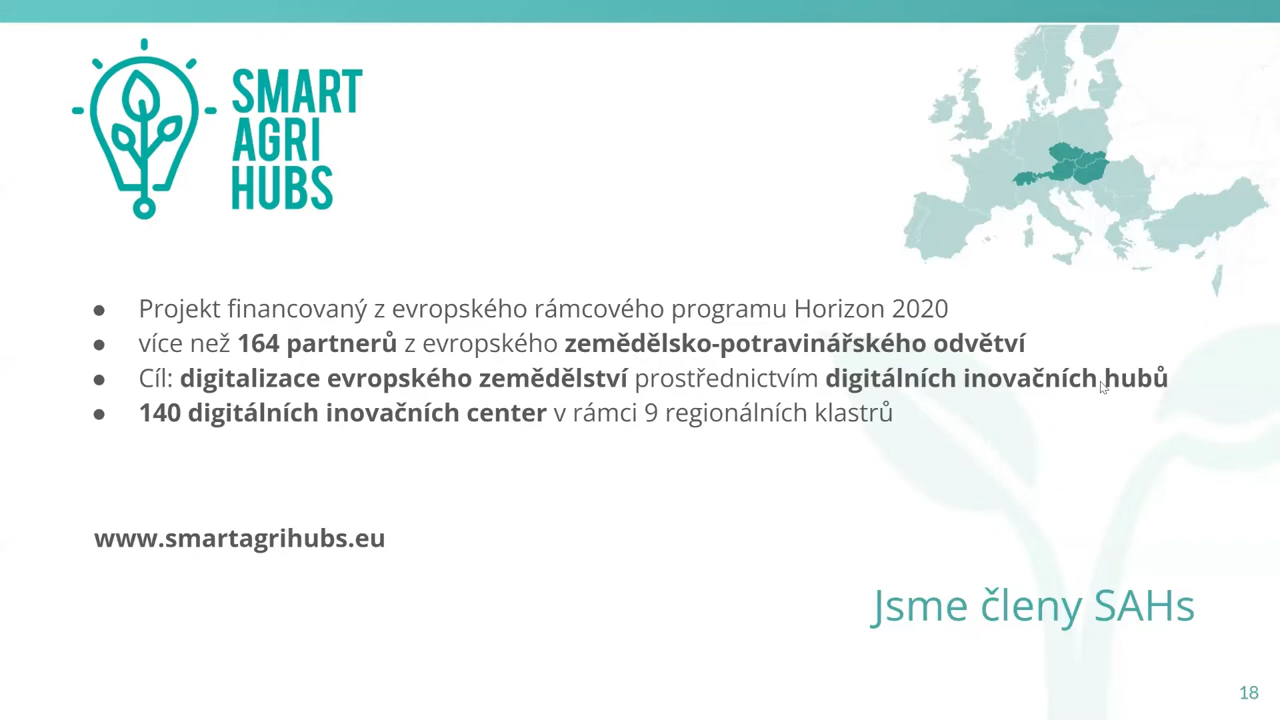 SMART
AGRI
HUBS
● Projekt financovaný z evropského rámcového programu Horizon 2020
● více než 164 partnerů z evropského zemědělsko-potravinářského odvětví
● Cíl: digitalizace evropského zemědělství prostřednictvím digitálních inovačních hubů
● 140 digitálních inovačních center v rámci 9 regionálních klastrů
www.smartagrihubs.eu
Jsme členy SAHs
18